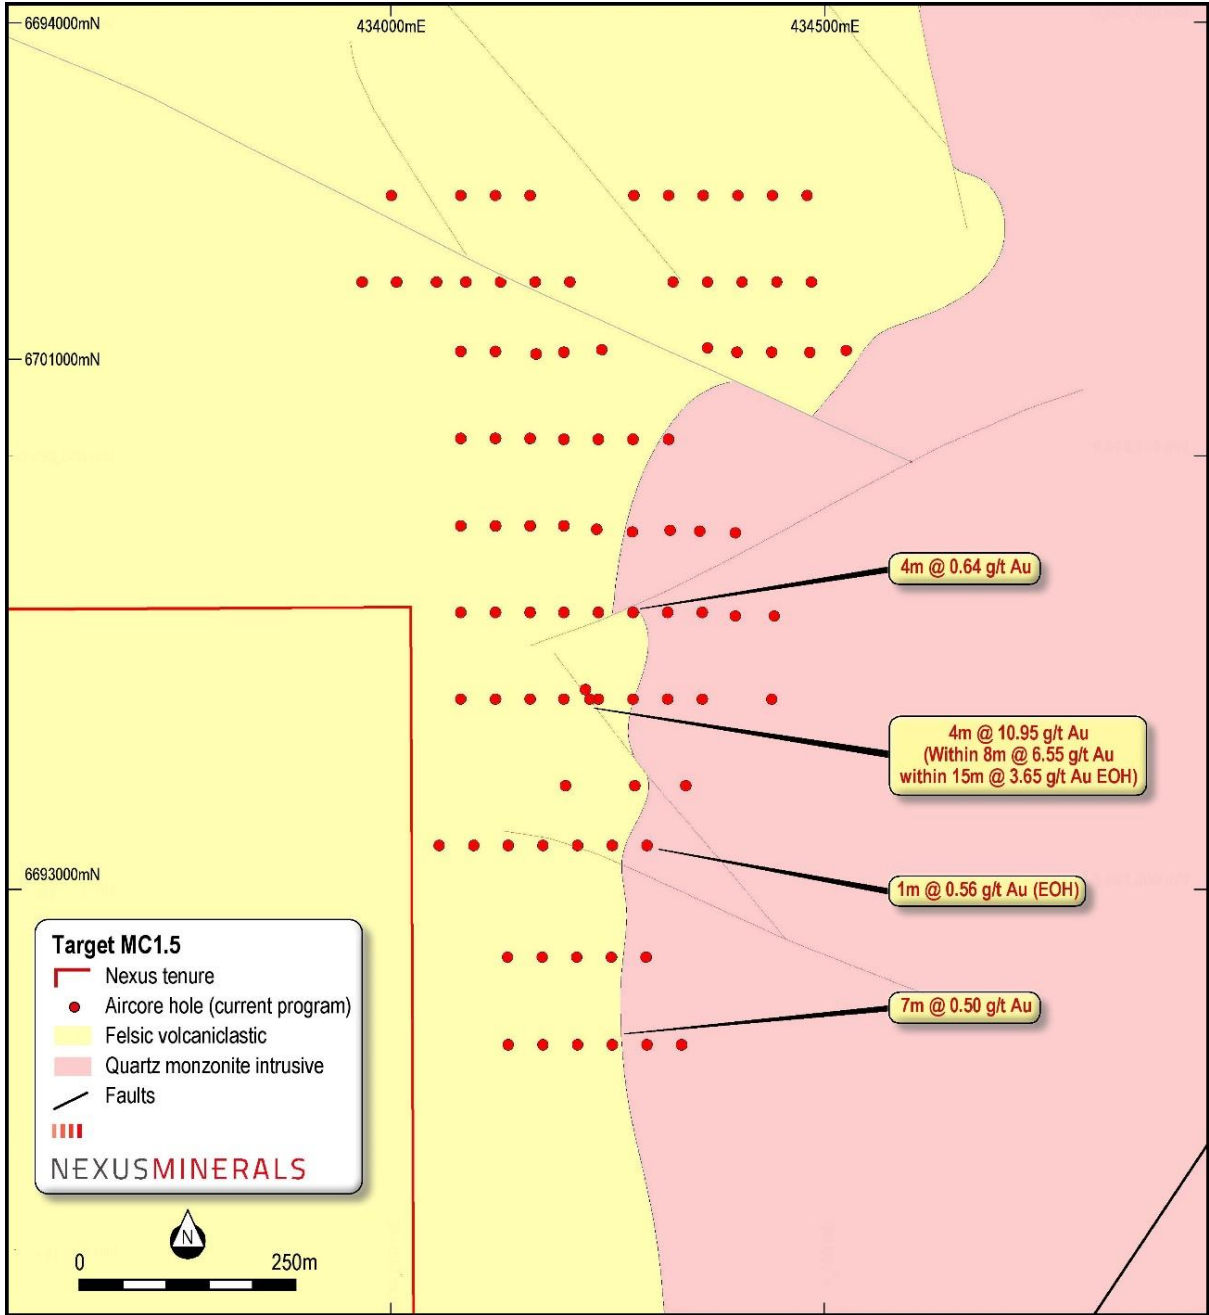 6694000mN
434000mE
434500mE
6701000mN
4m @ 0.64 g/t Au
4m @ 10.95 g/t Au
(Within 8m @ 6.55 g/t Au
within 15m @ 3.65 g/t Au EOH)
6693000mN
1m @ 0.56 g/t Au (EOH)
7m @ 0.50 g/t Au
Target MC1.5
Nexus tenure
Aircore hole (current program)
Felsic volcaniclastic
Quartz monzonite intrusive
Faults
NEXUSMINERALS
N
0
250m